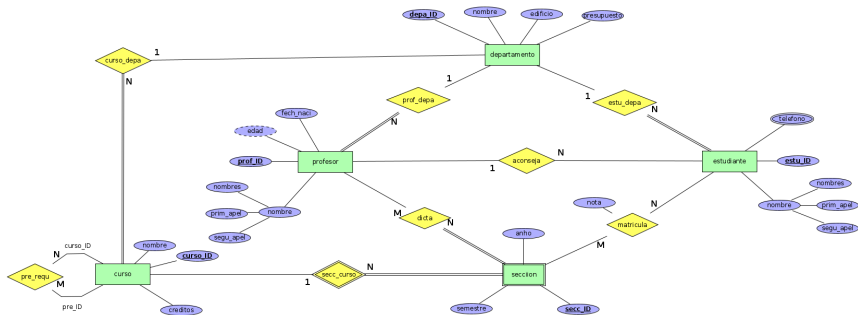 depa_ID
nombre
edificio
presupuesto
curso_depa
1
departamento
N
1
prof_depa
1
estu_depa
N
N
fech_naci
telefono
edad
prof_ID
profesor
1
aconseja
N
estudiante
estu_ID
nombres
prim_apel
segu_apel
nombre
M
dicta
N
nota
matricula
N
M
nombre
nombres
prim_apel
segu_apel
anho
curso_ID
nombre
curso_ID
N
pre_requ
M
curso
1
secc_curso
N
secciion
pre_ID
creditos
semestre
secc_ID